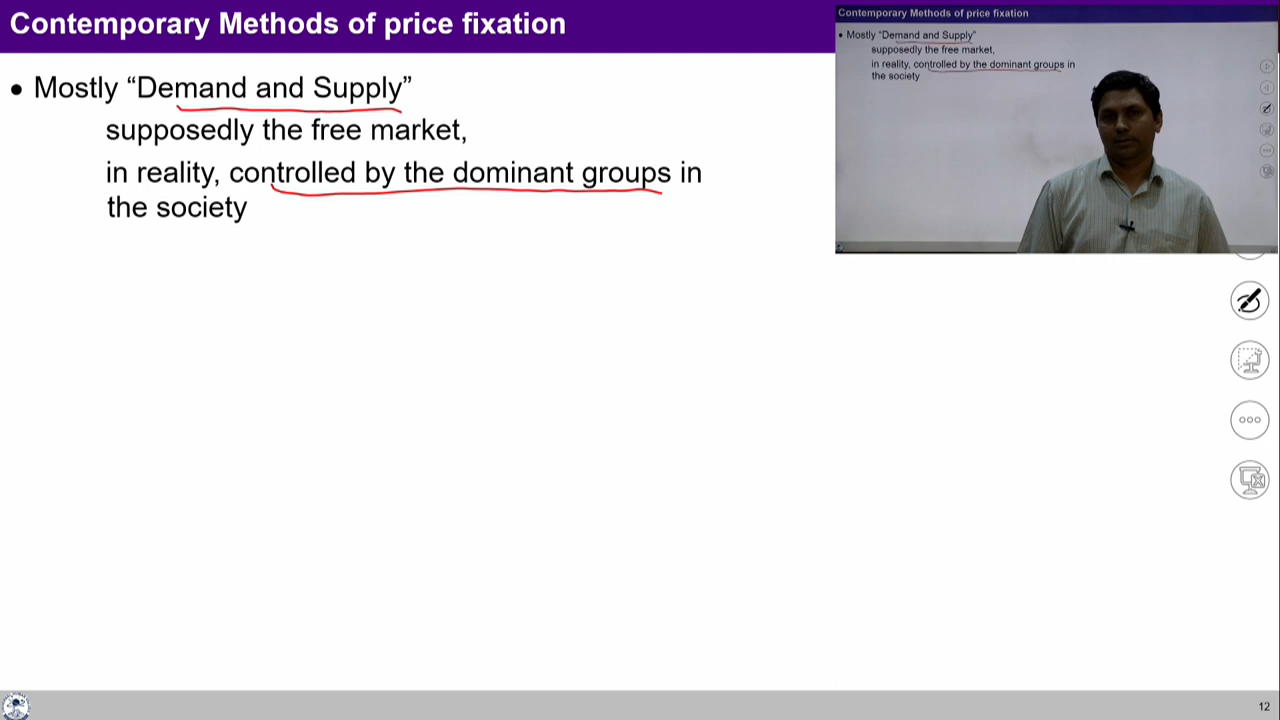 Contemporary Methods of price fixation
• Mostly “Demand and Supply”
supposedly the free market,
in reality, controlled by the dominant groups in
the society
Contemporary Methods of price fixation
• Mostly “Demand and Supply”
supposedly the free market,
in reality, controlled by the dominant groups in
the society
12